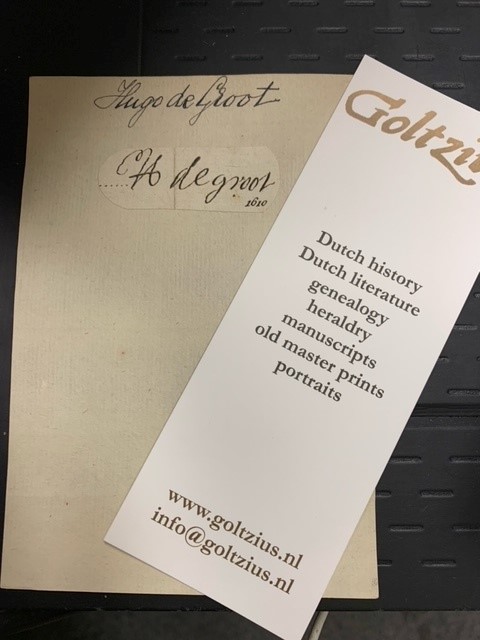 Hugo de Groot
H de groot
1610
Goltziu
Dutch history
Dutch literature
genealogy
heraldry
manuscripts
old master prints
portraits
www.goltzius.nl
info@goltzius.nl